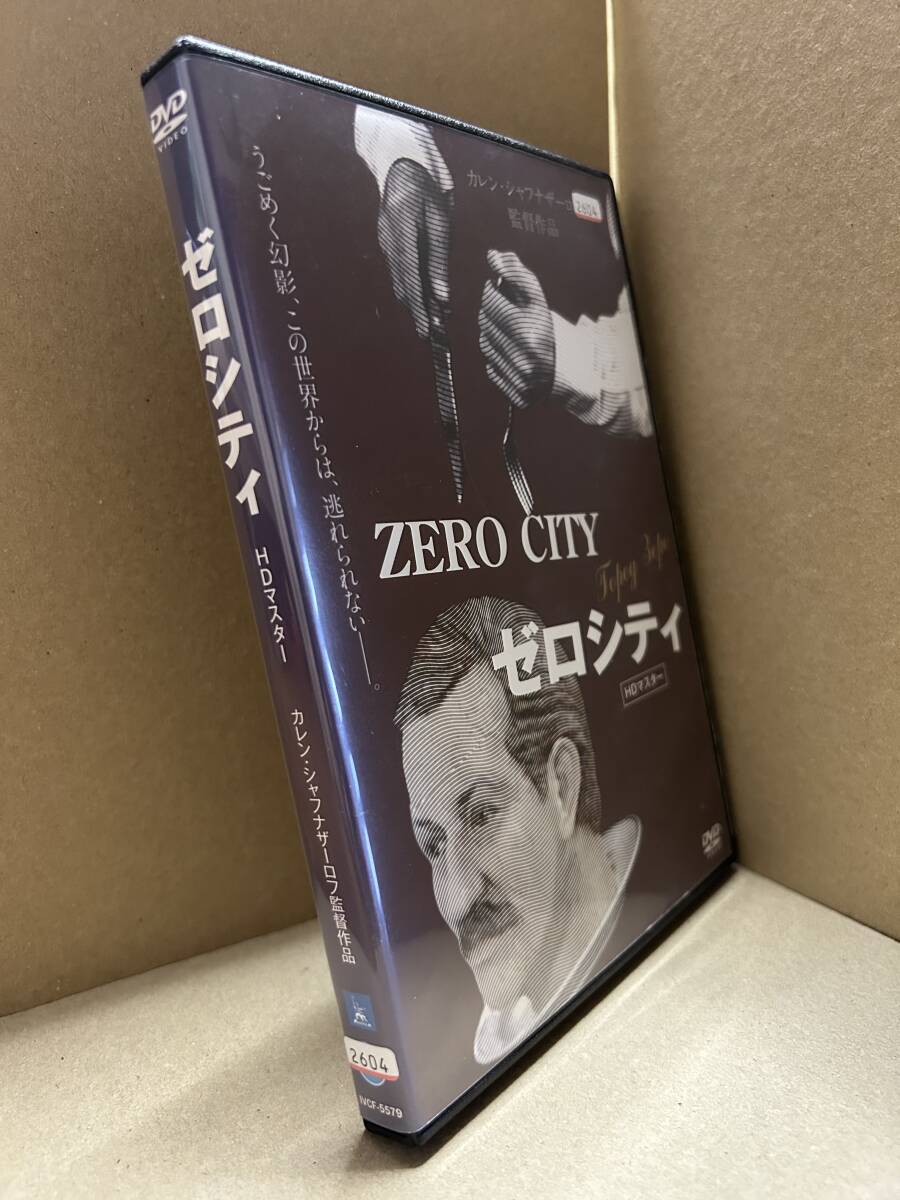 DVD
VIDEO
ゼロシティ
HDマスター
カレン・シャフナザーロフ監督作品
2604
IVCF-5579
うごめく幻影、この世界からは、逃れられない——。
カレン・シャフナザーロ
2604
監督作品
ZERO CITY
ゼロシティ
HDマスター
DVD